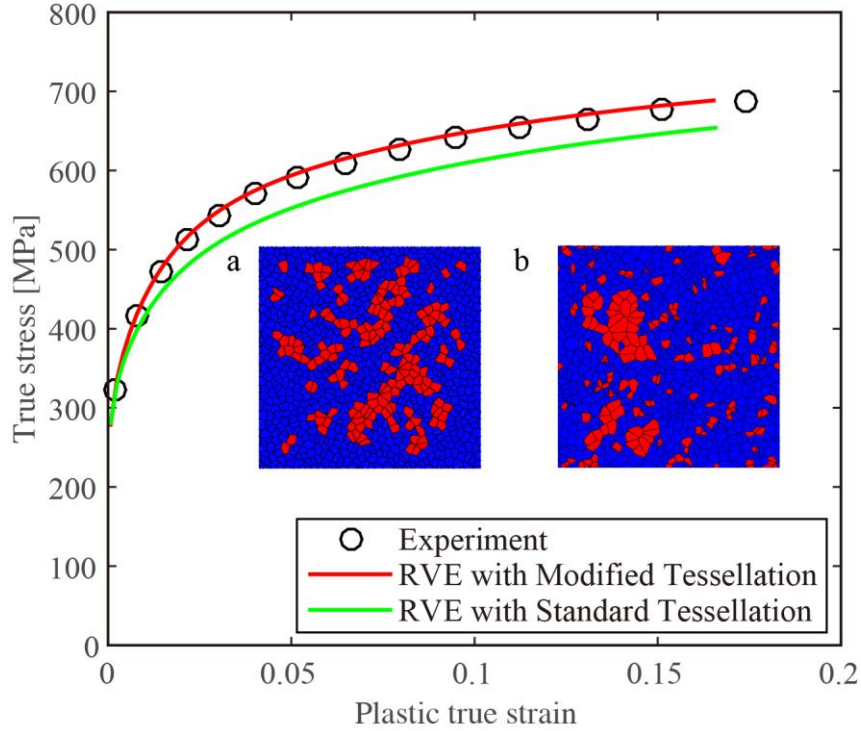 800
700
600
500
400
300
200
100
0
True stress [MPa]
a
b
Experiment
RVE with Modified Tessellation
RVE with Standard Tessellation
0
0.05
0.1
0.15
0.2
Plastic true strain